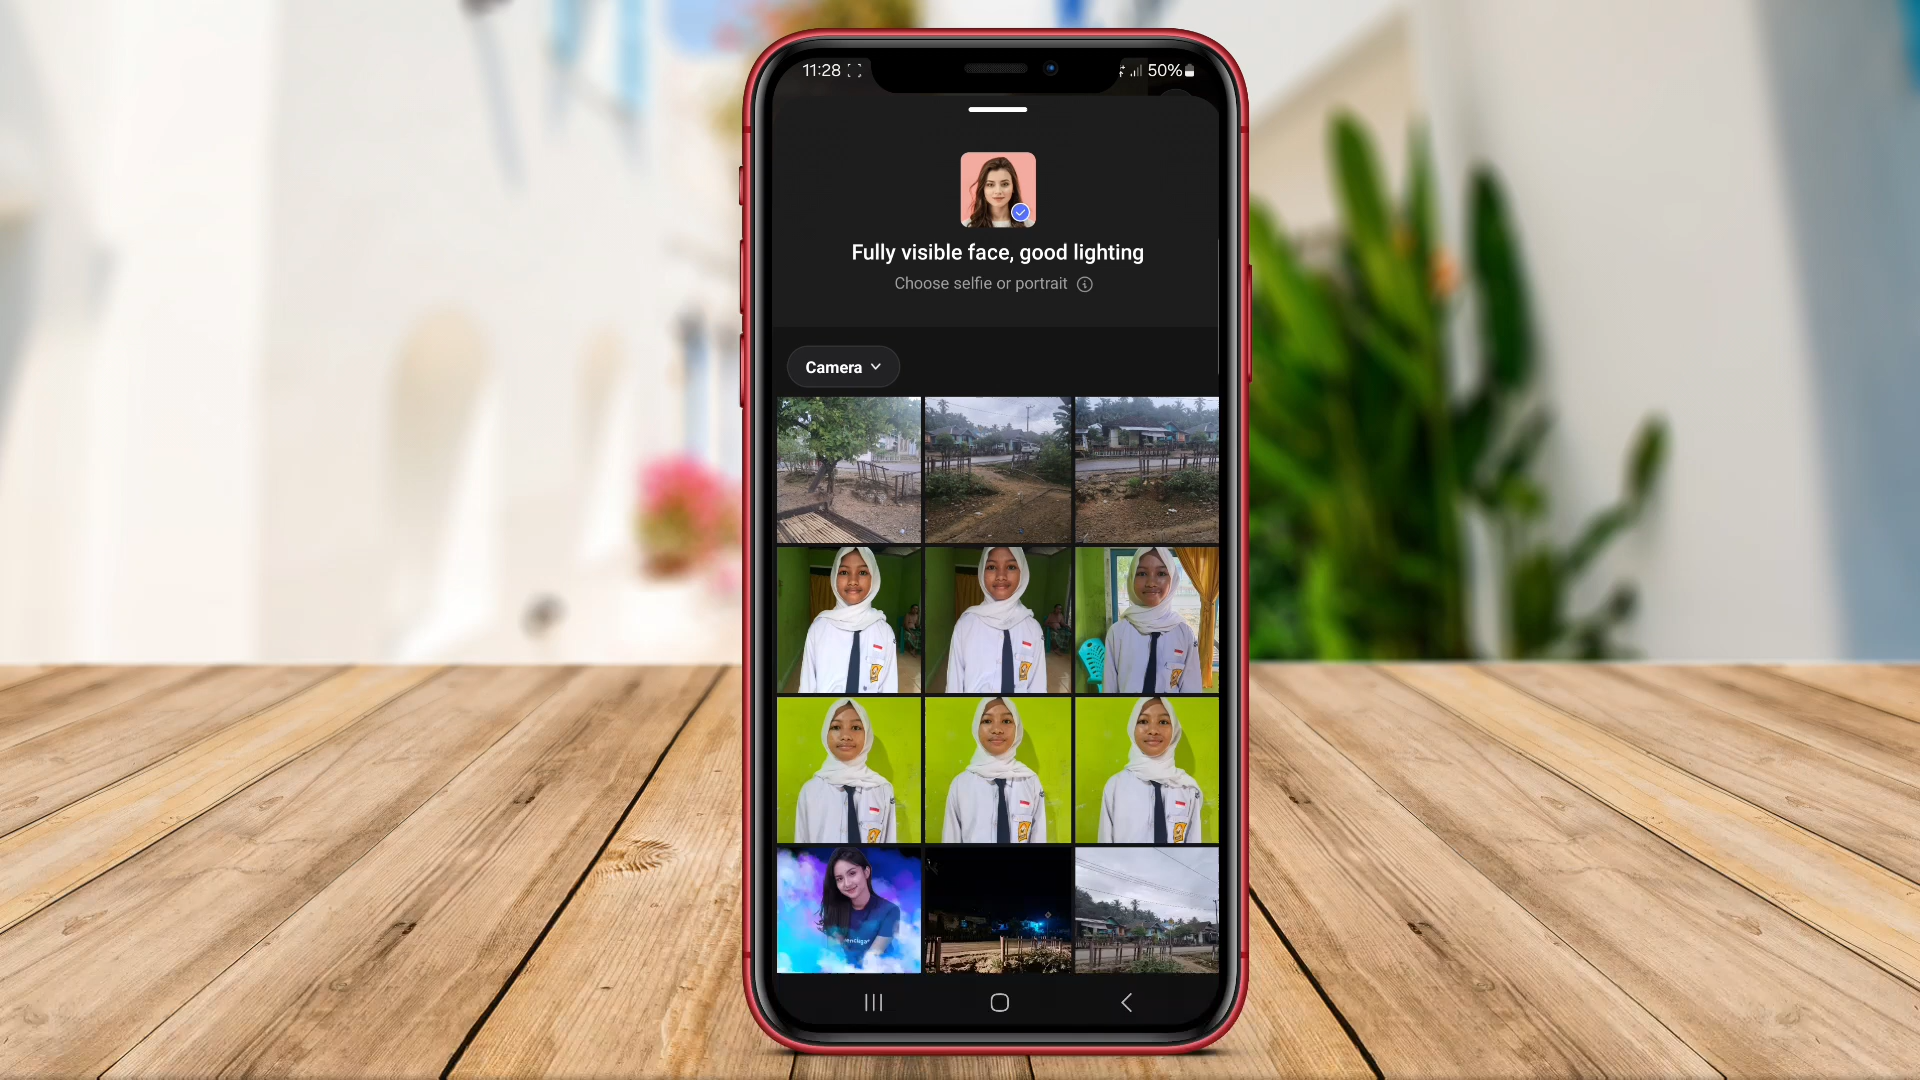 11:28
50%
Fully visible face, good lighting
Choose selfie or portrait
Camera